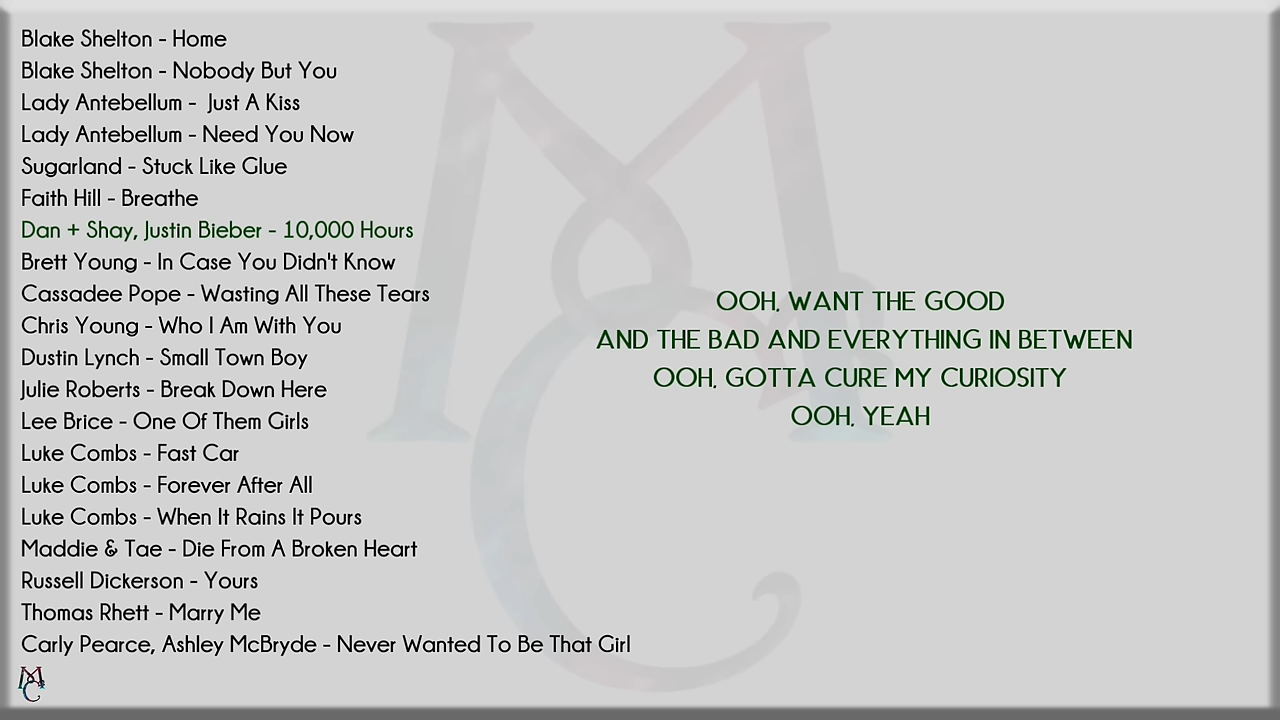 Blake Shelton - Home
Blake Shelton - Nobody But You
Lady Antebellum - Just A Kiss
Lady Antebellum - Need You Now
Sugarland - Stuck Like Glue
Faith Hill - Breathe
Dan + Shay, Justin Bieber - 10,000 Hours
Brett Young - In Case You Didn't Know
Cassadee Pope - Wasting All These Tears
Chris Young - Who I Am With You
Dustin Lynch - Small Town Boy
Julie Roberts - Break Down Here
Lee Brice - One Of Them Girls
Luke Combs - Fast Car
Luke Combs - Forever After All
Luke Combs - When It Rains It Pours
Maddie & Tae - Die From A Broken Heart
Russell Dickerson - Yours
Thomas Rhett - Marry Me
Carly Pearce, Ashley McBryde - Never Wanted To Be That Girl
OOH, WANT THE GOOD
AND THE BAD AND EVERYTHING IN BETWEEN
OOH, GOTTA CURE MY CURIOSITY
OOH, YEAH